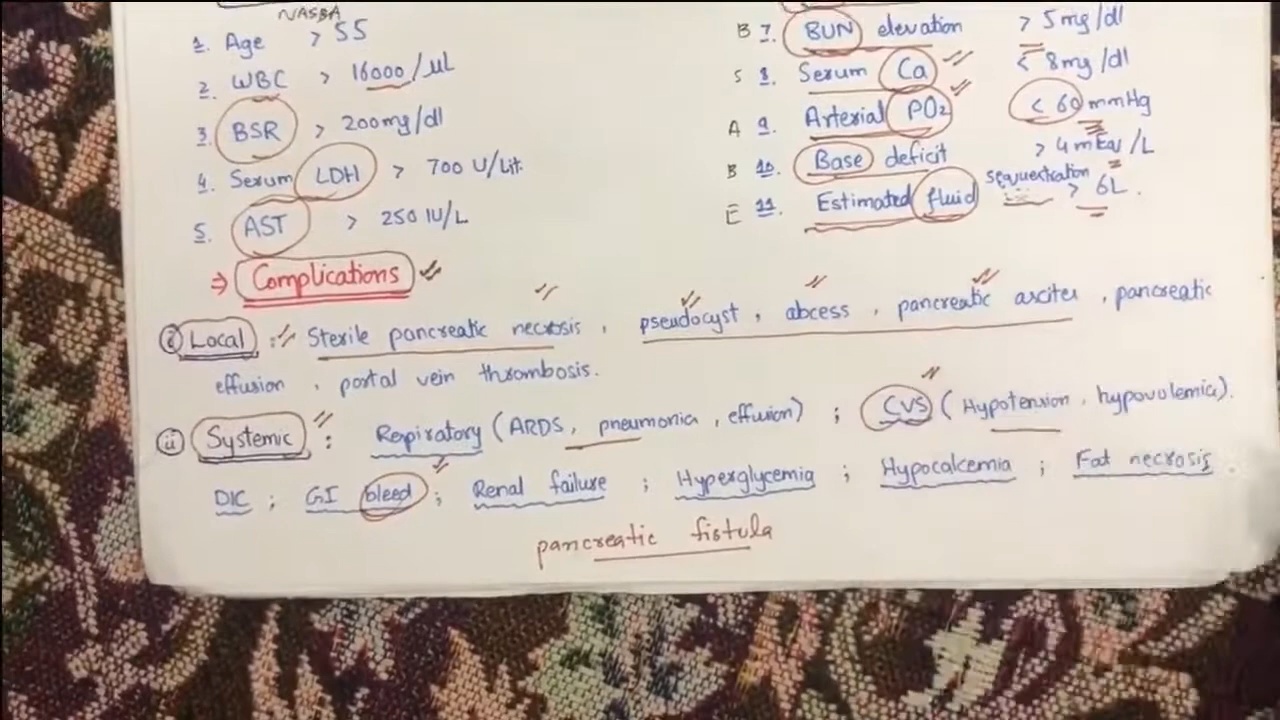 NASBA
1. Age > 55
2. WBC > 16000/μL
3. BSR > 200mg/dl
4. Serum LDH > 700 U/Lit.
5. AST > 250 IU/L
B 7. BUN elevation > 5mg/dl
S 8. Serum Ca < 8mg/dl
A 9. Arterial PO2 < 60 mmHg
B 10. Base deficit > 4 mEq/L
E 11. Estimated fluid sequestration > 6L.
⇒ Complications
i Local : Sterile pancreatic necrosis, pseudocyst, abcess, pancreatic ascites, pancreatic
effusion, portal vein thrombosis.
ii Systemic : Respiratory (ARDS, pneumonia, effusion) ; CVS (Hypotension, hypovolemia).
DIC ; GI bleed ; Renal failure ; Hyperglycemia ; Hypocalcemia ; Fat necrosis
pancreatic fistula